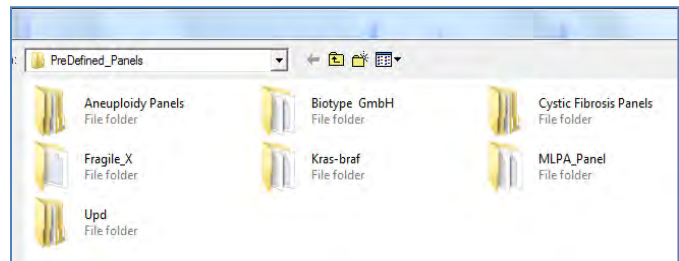 : PreDefined_Panels
Aneuploidy Panels
File folder
Biotype GmbH
File folder
Cystic Fibrosis Panels
File folder
Fragile_X
File folder
Kras-braf
File folder
MLPA_Panel
File folder
Upd
File folder